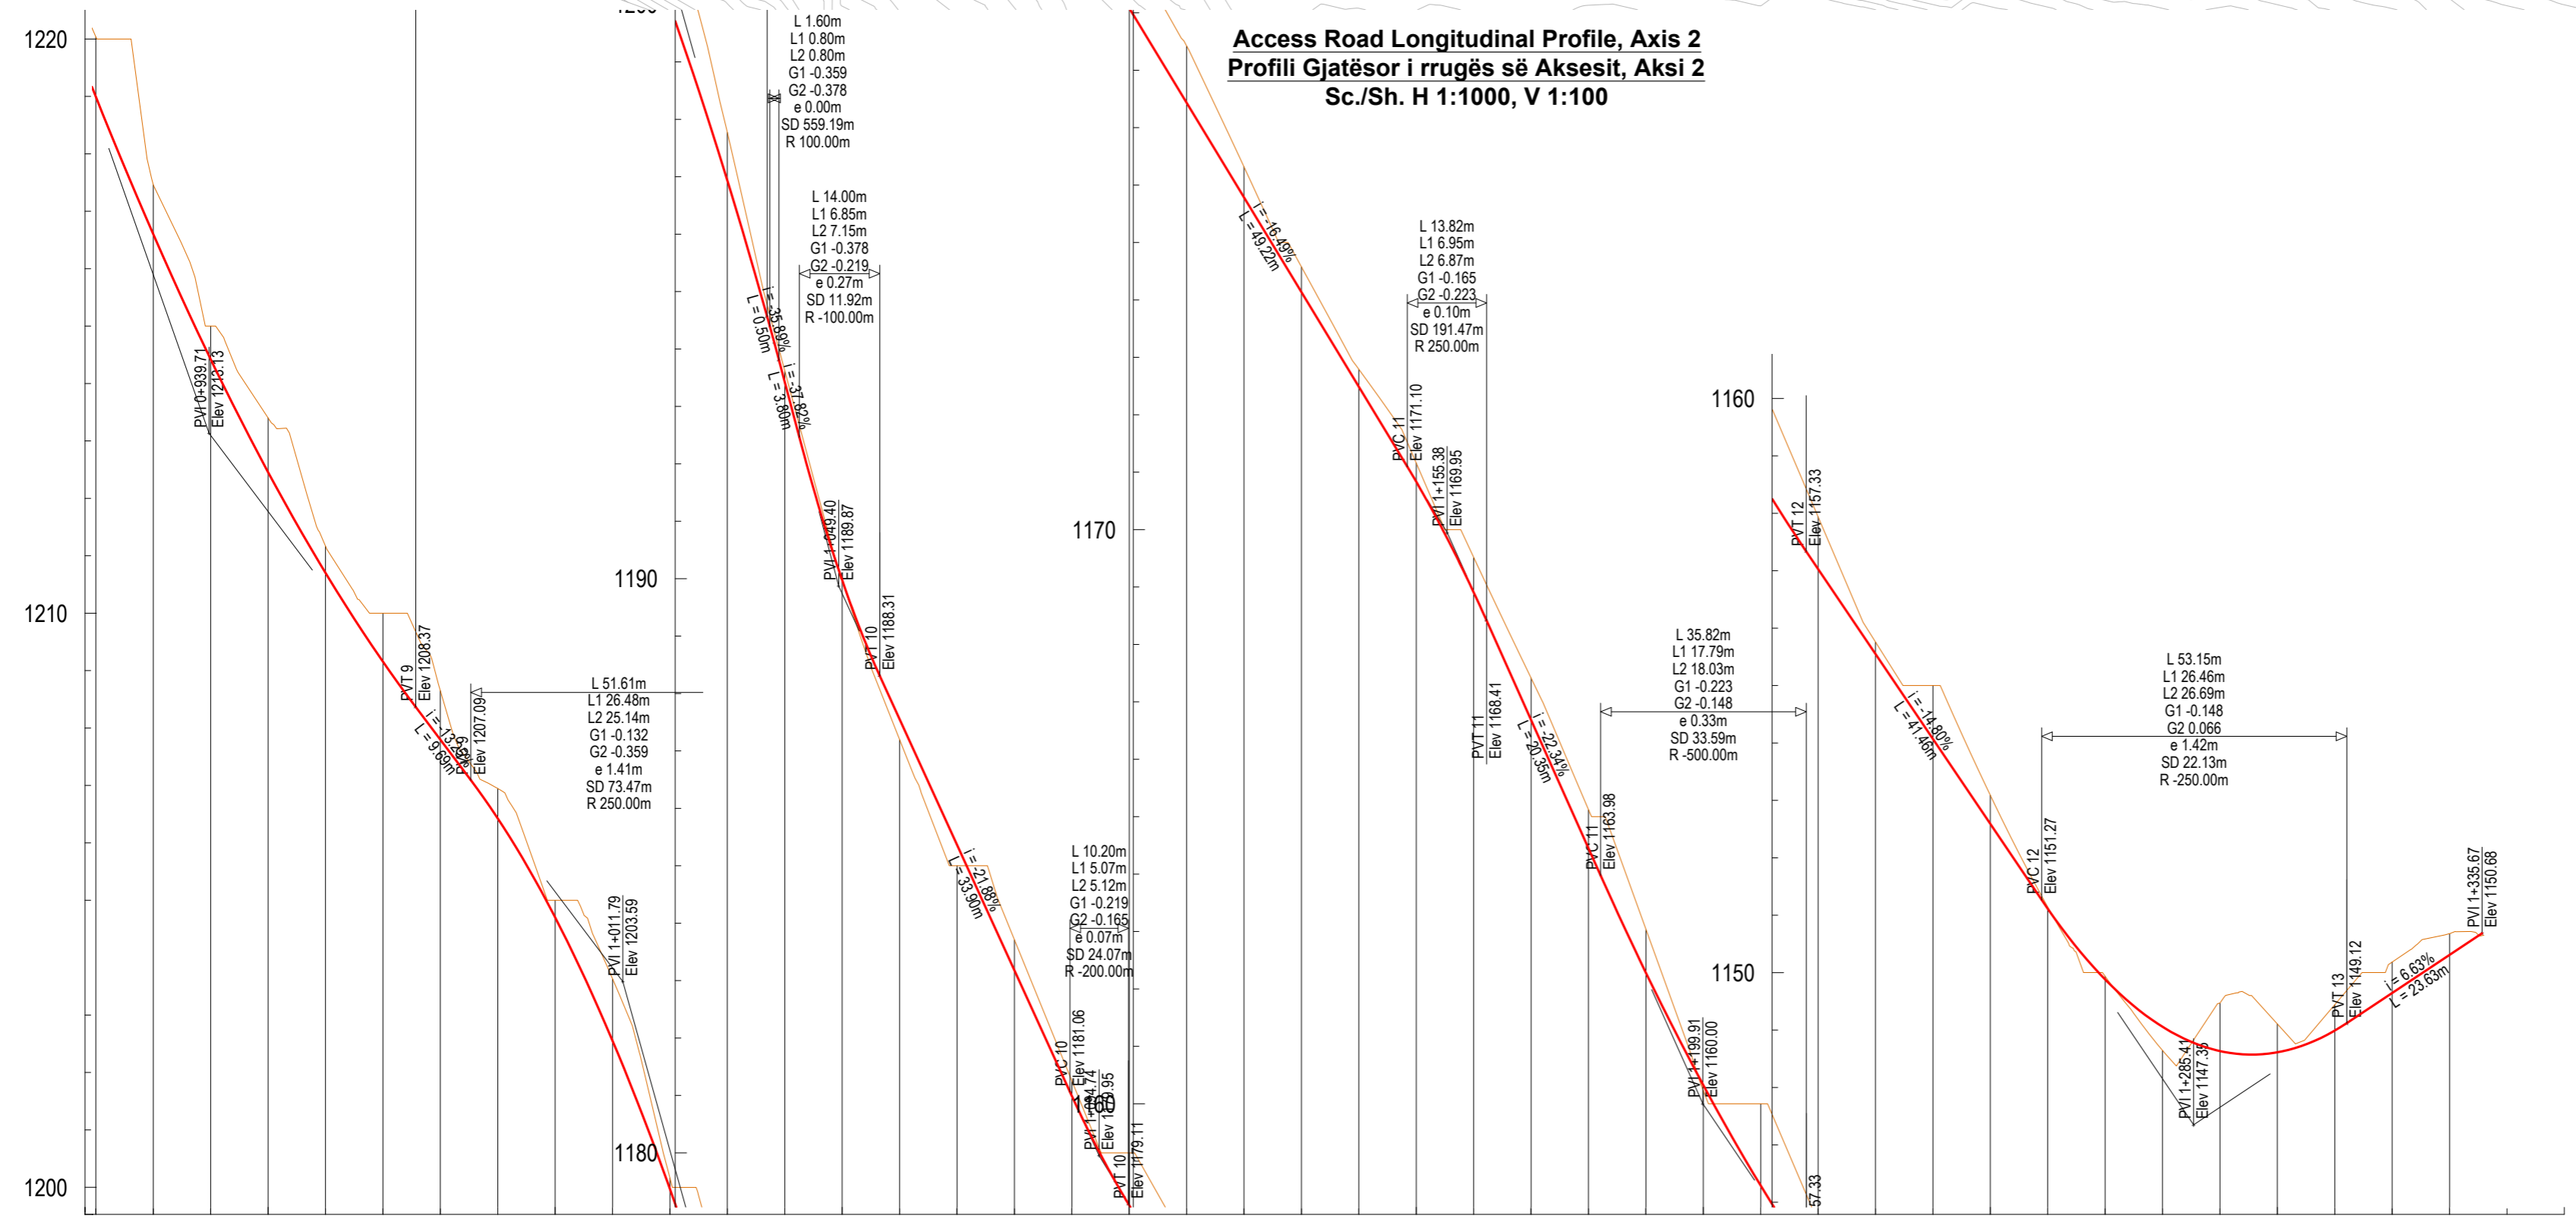 Access Road Longitudinal Profile, Axis 2
Profili Gjatësor i rrugës së Aksesit, Aksi 2
Sc./Sh. H 1:1000, V 1:100
1220
1210
1200
PVI 0+939.71
Elev 1213.13
PVT 9
Elev 1208.37
i = -13.25%
L = 9.69m
Elev 1207.09
L 51.61m
L1 26.48m
L2 25.14m
G1 -0.132
G2 -0.359
e 1.41m
SD 73.47m
R 250.00m
PVI 1+011.79
Elev 1203.59
1190
1180
L 1.60m
L1 0.80m
L2 0.80m
G1 -0.359
G2 -0.378
e 0.00m
SD 559.19m
R 100.00m
i = -35.89%
L = 0.50m
L 14.00m
L1 6.85m
L2 7.15m
G1 -0.378
G2 -0.219
e 0.27m
SD 11.92m
R -100.00m
i = -37.82%
L = 3.80m
PVI 1+049.40
Elev 1189.87
PVT 10
Elev 1188.31
i = -21.88%
L = 33.90m
L 10.20m
L1 5.07m
L2 5.12m
G1 -0.219
G2 -0.165
e 0.07m
SD 24.07m
R -200.00m
PVC 10
Elev 1181.06
PVT 10
Elev 1179.11
1170
1160
i = -16.49%
L = 49.22m
L 13.82m
L1 6.95m
L2 6.87m
G1 -0.165
G2 -0.223
e 0.10m
SD 191.47m
R 250.00m
PVC 11
Elev 1171.10
PVI 1+155.38
Elev 1169.95
PVT 11
Elev 1168.41
i = -22.34%
L = 20.35m
L 35.82m
L1 17.79m
L2 18.03m
G1 -0.223
G2 -0.148
e 0.33m
SD 33.59m
R -500.00m
PVC 11
Elev 1163.98
PVI 1+199.91
Elev 1160.00
57.33
1160
1150
PVT 12
Elev 1157.33
i = -14.80%
L = 41.46m
L 53.15m
L1 26.46m
L2 26.69m
G1 -0.148
G2 0.066
e 1.42m
SD 22.13m
R -250.00m
PVC 12
Elev 1151.27
PVI 1+285.41
Elev 1147.35
PVT 13
Elev 1149.12
i = 6.63%
L = 23.63m
PVI 1+335.67
Elev 1150.68